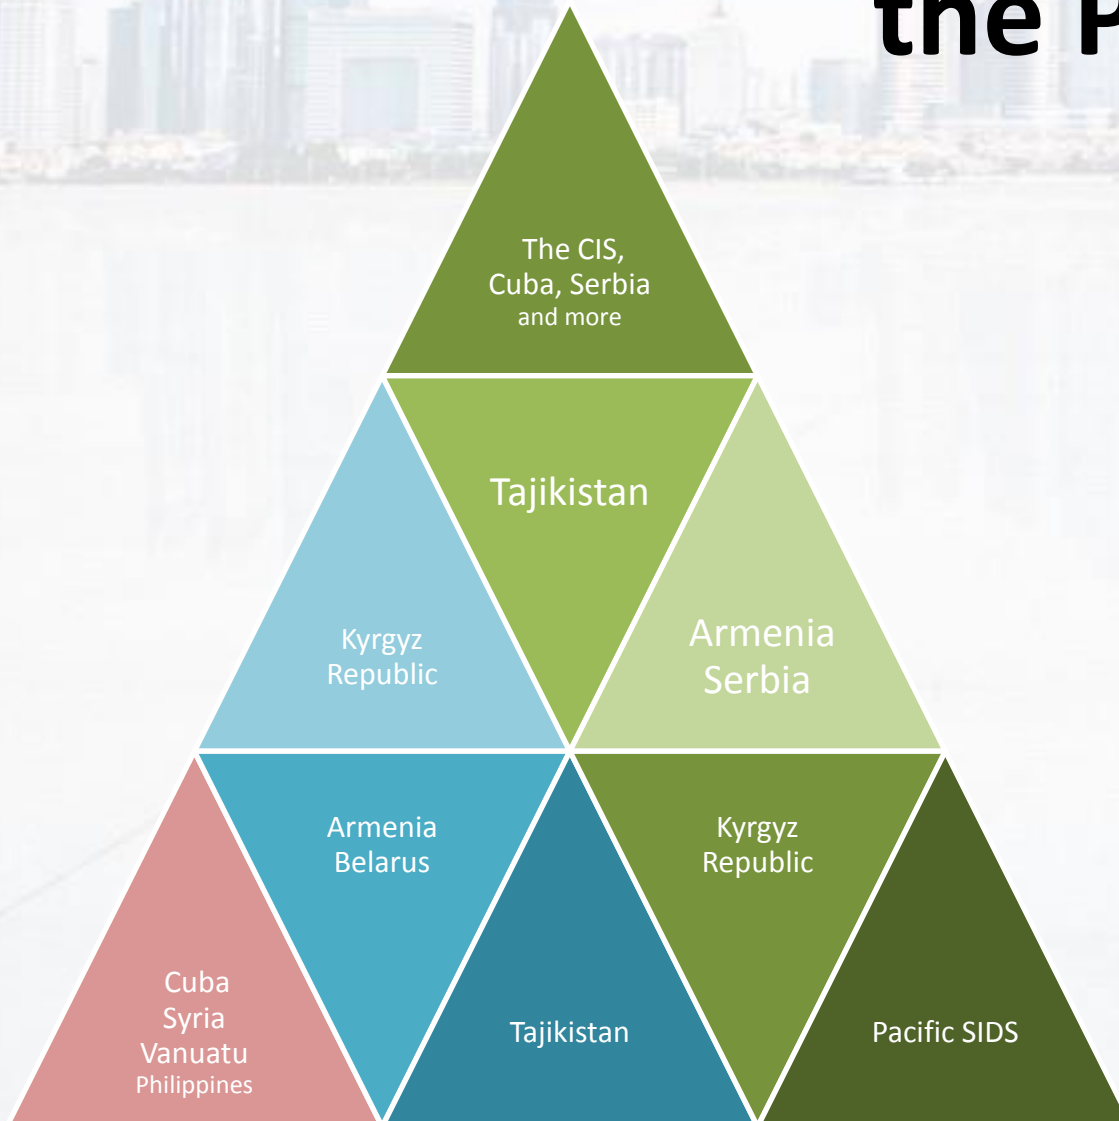 the P
The CIS,
Cuba, Serbia
and more
Tajikistan
Kyrgyz
Republic
Armenia
Serbia
Armenia
Belarus
Kyrgyz
Republic
Cuba
Syria
Vanuatu
Philippines
Tajikistan
Pacific SIDS